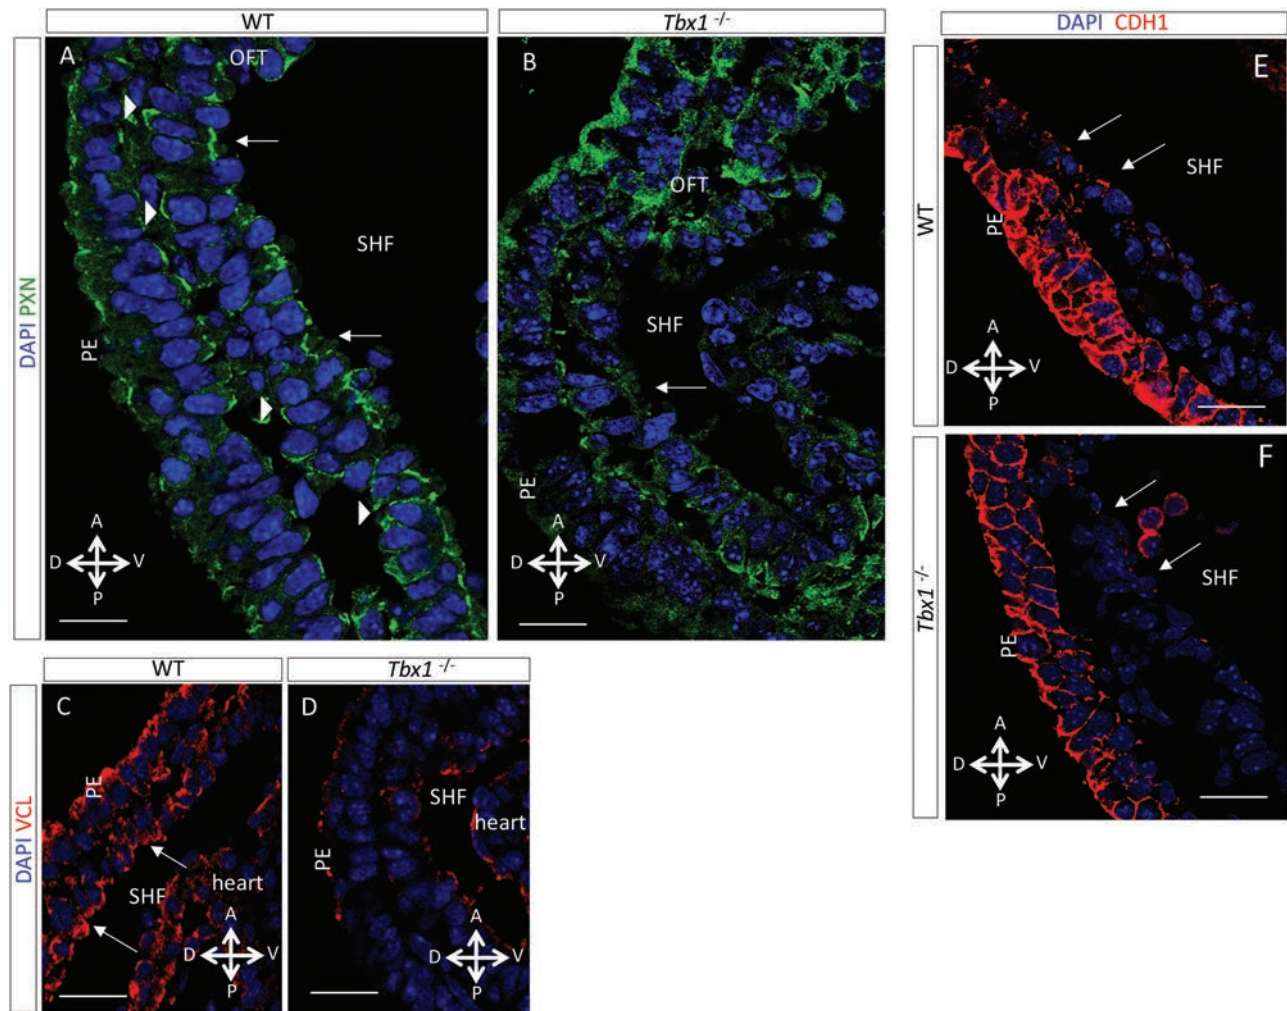 WT
Tbx1 -/-
DAPI PXN
A
OFT
SHF
PE
A
D V
P
B
OFT
SHF
PE
A
D V
P
WT
Tbx1 -/-
DAPI VCL
C
PE
SHF
heart
A
D V
P
D
SHF
heart
PE
A
D V
P
DAPI CDH1
WT
E
SHF
PE
A
D V
P
Tbx1 -/-
F
SHF
PE
A
D V
P